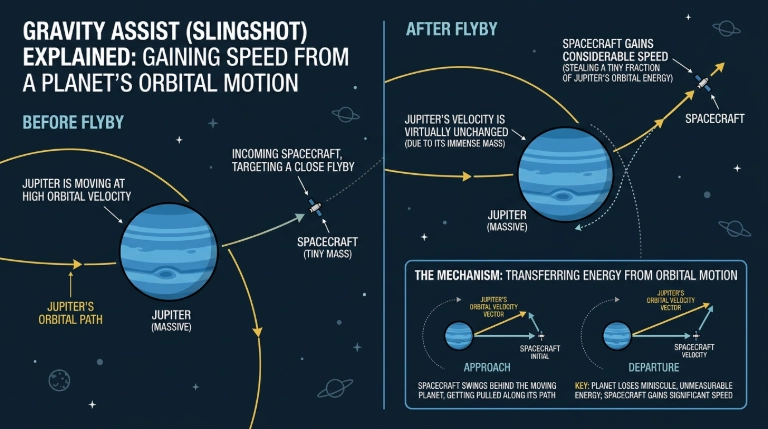 GRAVITY ASSIST (SLINGSHOT)
EXPLAINED: GAINING SPEED FROM
A PLANET'S ORBITAL MOTION
BEFORE FLYBY
INCOMING SPACECRAFT,
TARGETING A CLOSE FLYBY
JUPITER IS MOVING AT
HIGH ORBITAL VELOCITY
SPACECRAFT
(TINY MASS)
JUPITER'S
ORBITAL PATH
JUPITER
(MASSIVE)
AFTER FLYBY
SPACECRAFT GAINS
CONSIDERABLE SPEED
(STEALING A TINY FRACTION
OF JUPITER'S ORBITAL ENERGY)
SPACECRAFT
JUPITER'S VELOCITY IS
VIRTUALLY UNCHANGED
(DUE TO ITS IMMENSE MASS)
JUPITER
(MASSIVE)
THE MECHANISM: TRANSFERRING ENERGY FROM ORBITAL MOTION
JUPITER'S
ORBITAL VELOCITY
VECTOR
SPACECRAFT
INITIAL
APPROACH
SPACECRAFT SWINGS BEHIND THE MOVING
PLANET, GETTING PULLED ALONG ITS PATH
JUPITER'S
ORBITAL VELOCITY
VECTOR
SPACECRAFT
VELOCITY
DEPARTURE
KEY: PLANET LOSES MINISCULE, UNMEASURABLE
ENERGY; SPACECRAFT GAINS SIGNIFICANT SPEED